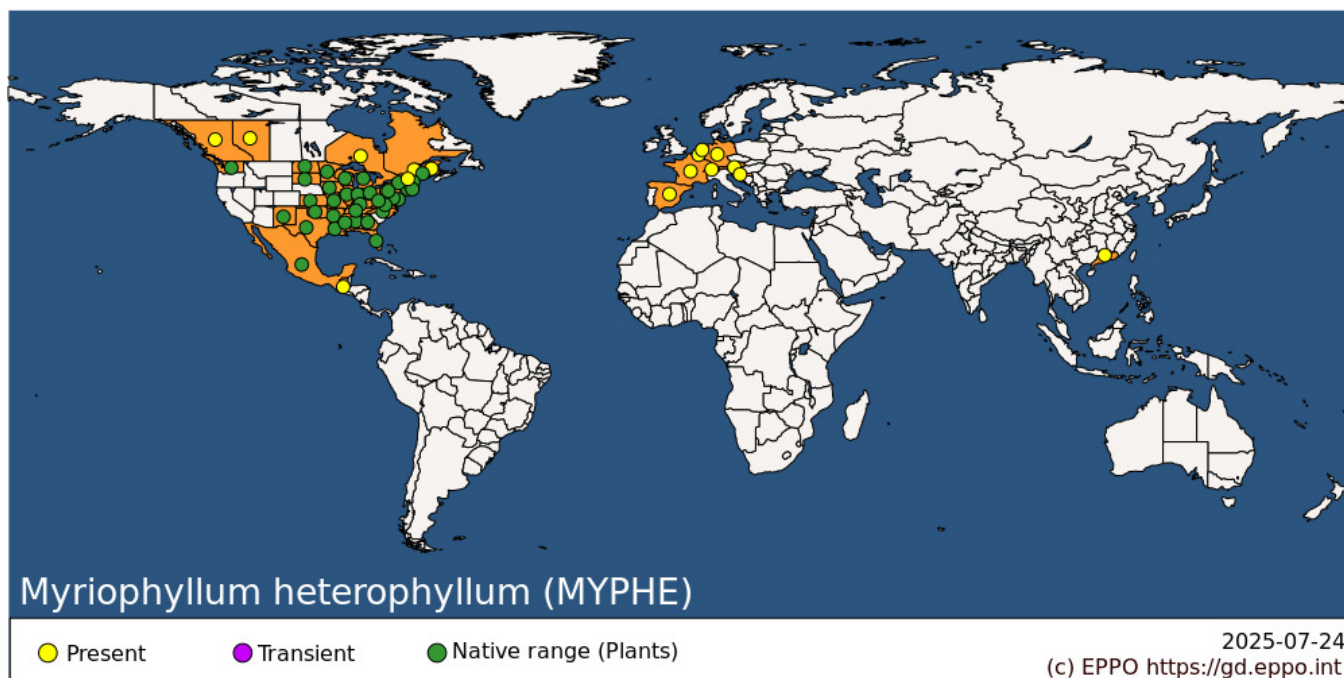 Myriophyllum heterophyllum (MYPHE)
Present
Transient
Native range (Plants)
2025-07-24
(c) EPPO https://gd.eppo.int